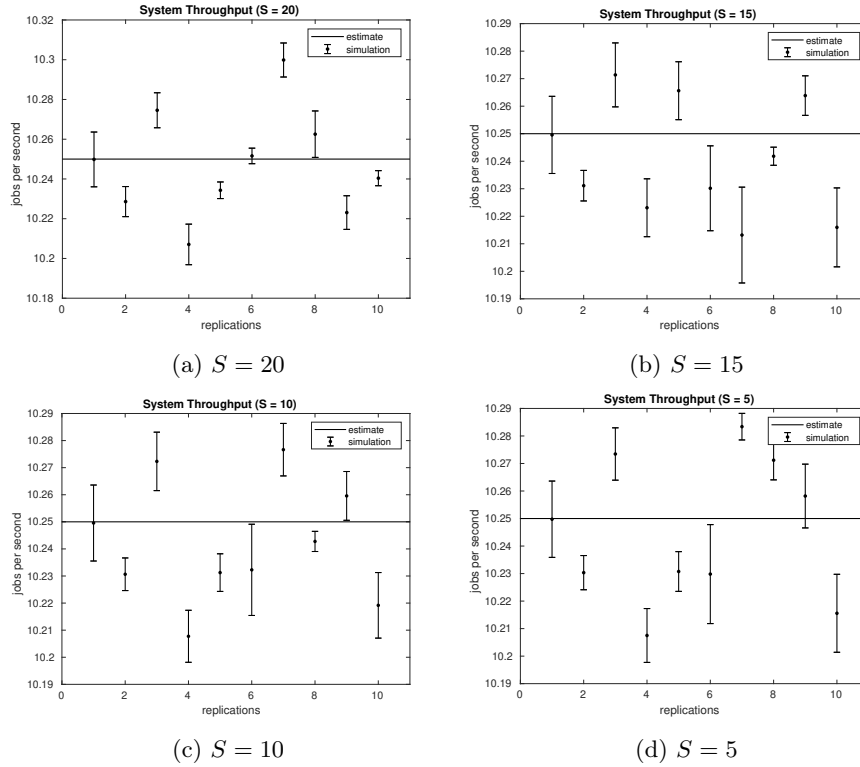 System Throughput (S = 20)
10.32
10.3
10.28
10.26
10.24
10.22
10.2
10.18
jobs per second
estimate
simulation
0 2 4 6 8 10
replications
(a) S = 20
System Throughput (S = 15)
10.29
10.28
10.27
10.26
10.25
10.24
10.23
10.22
10.21
10.2
10.19
jobs per second
estimate
simulation
0 2 4 6 8 10
replications
(b) S = 15
System Throughput (S = 10)
10.29
10.28
10.27
10.26
10.25
10.24
10.23
10.22
10.21
10.2
10.19
jobs per second
estimate
simulation
0 2 4 6 8 10
replications
(c) S = 10
System Throughput (S = 5)
10.29
10.28
10.27
10.26
10.25
10.24
10.23
10.22
10.21
10.2
10.19
jobs per second
estimate
simulation
0 2 4 6 8 10
replications
(d) S = 5